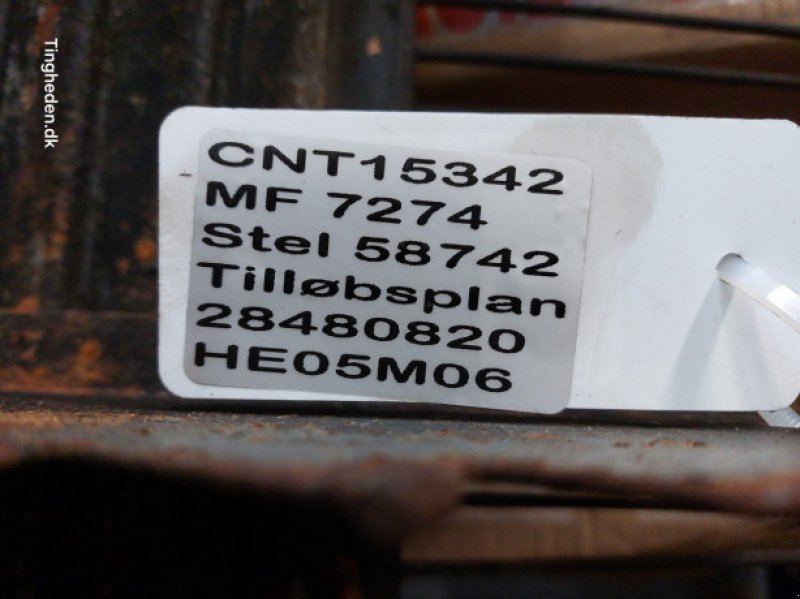 Tingheden.dk
CNT15342
MF 7274
Stel 58742
Tilløbsplan
28480820
HE05M06